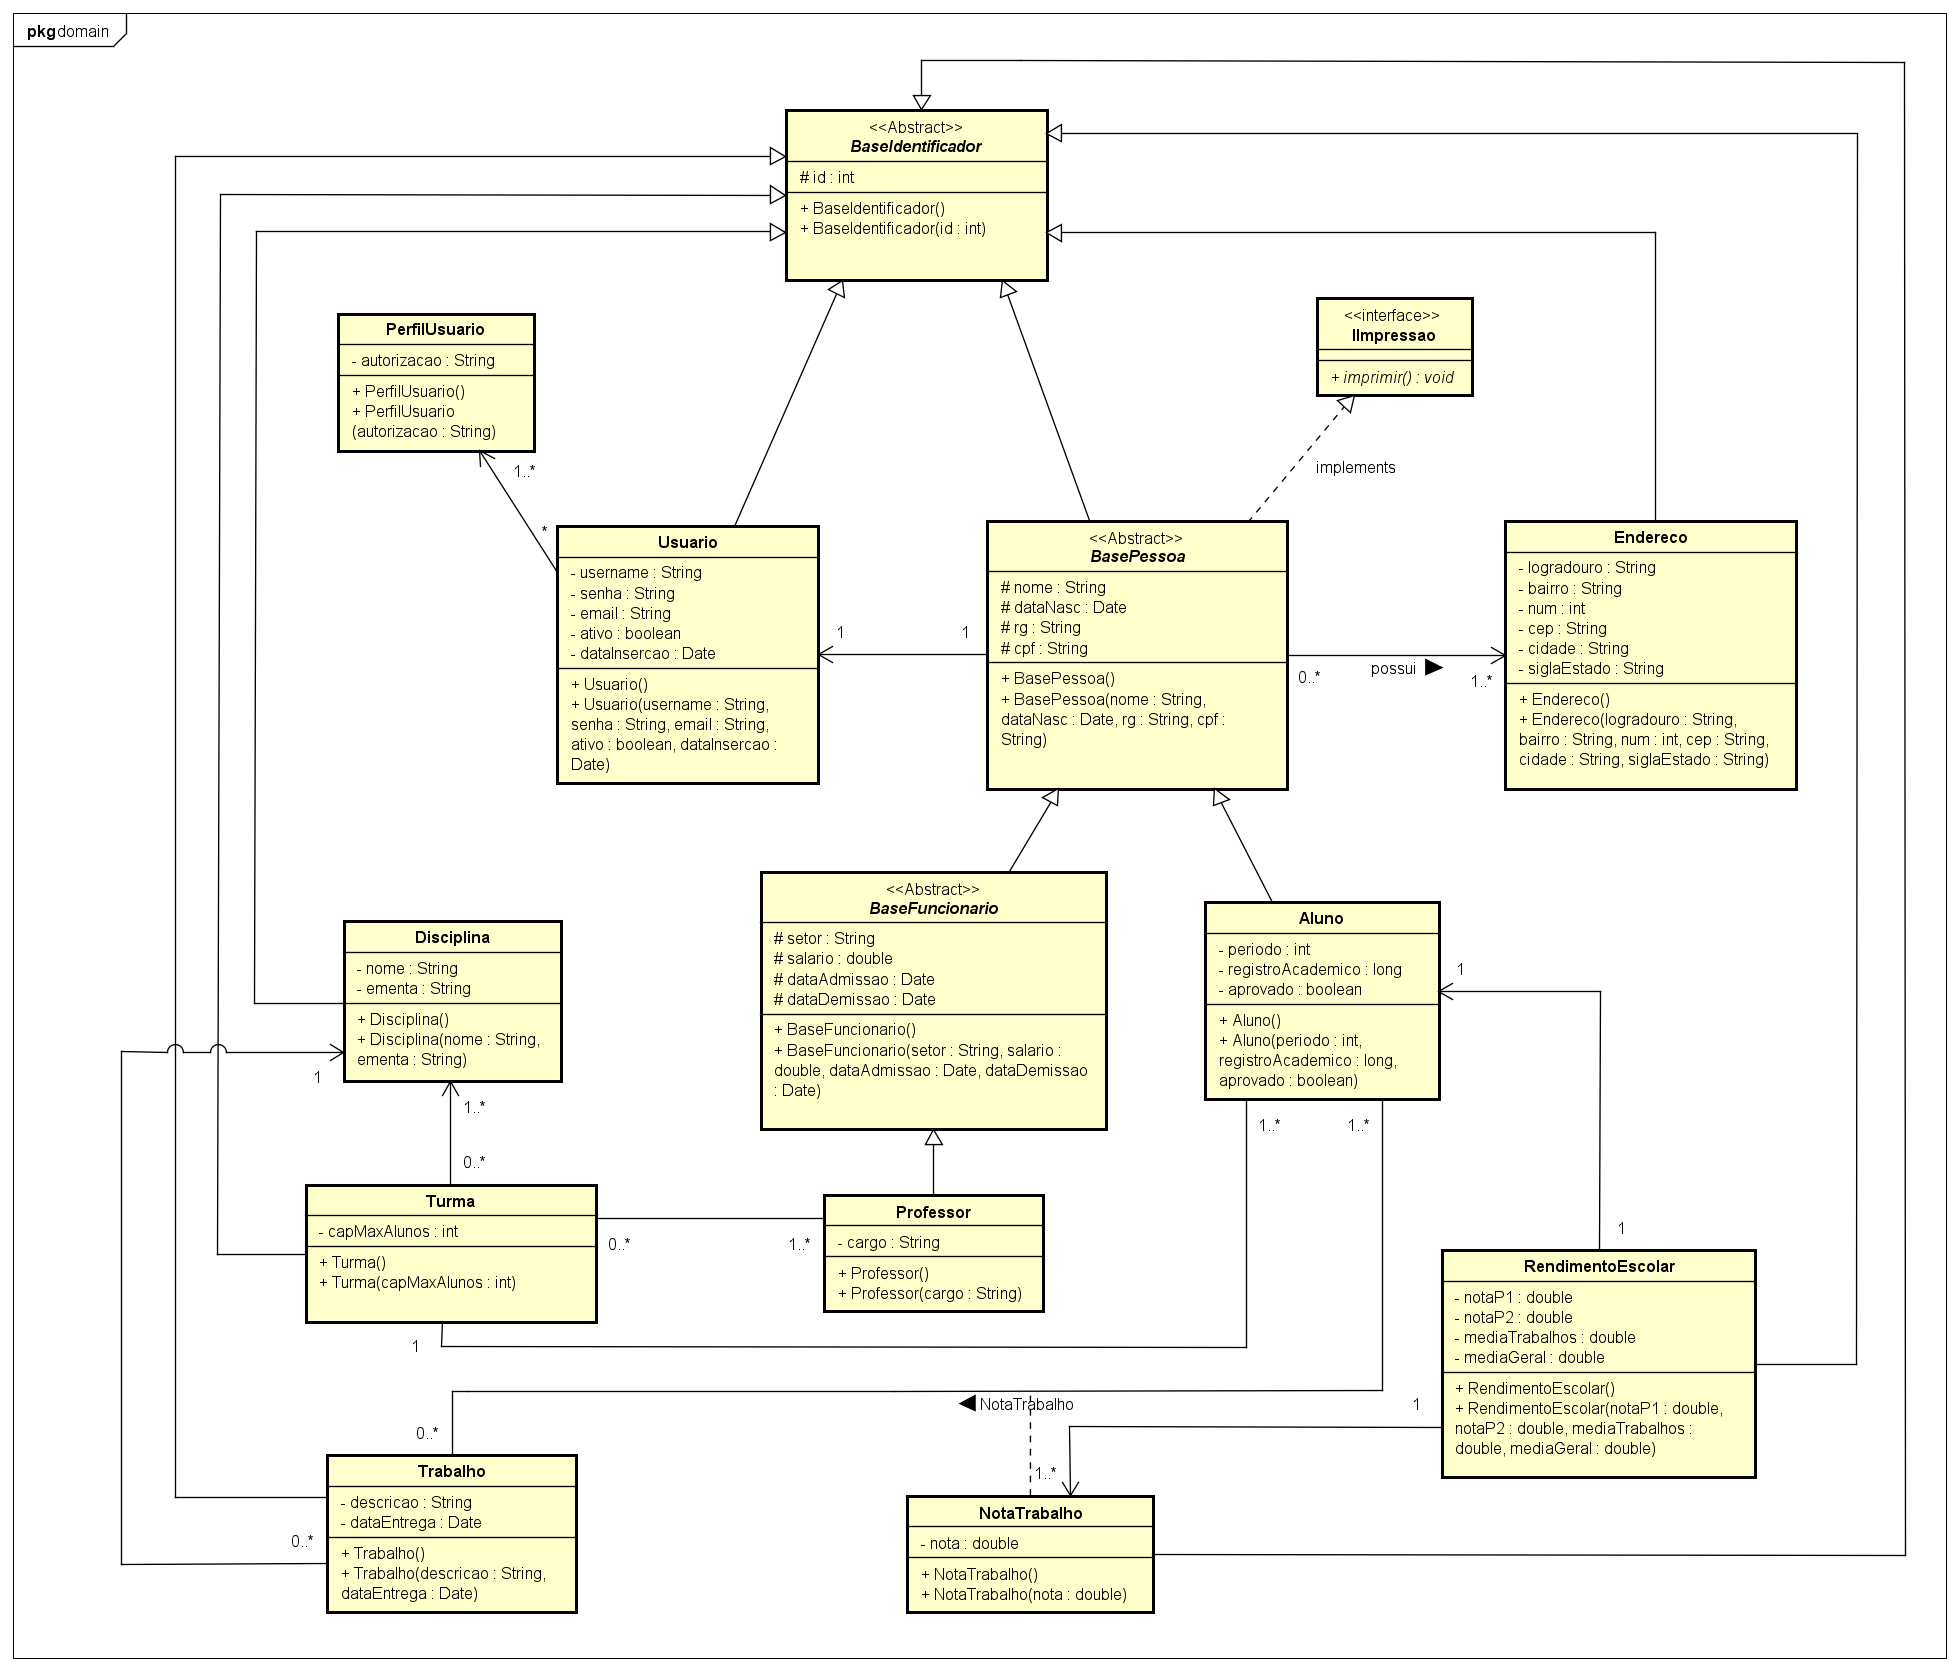 pkg domain
<<Abstract>>
BaseIdentificador
# id : int
+ BaseIdentificador()
+ BaseIdentificador(id : int)
PerfilUsuario
- autorizacao : String
+ PerfilUsuario()
+ PerfilUsuario
(autorizacao : String)
1..*
*
<<interface>>
IImpressao
+ imprimir() : void
implements
Usuario
- username : String
- senha : String
- email : String
- ativo : boolean
- dataInsercao : Date
+ Usuario()
+ Usuario(username : String,
senha : String, email : String,
ativo : boolean, dataInsercao :
Date)
1
1
<<Abstract>>
BasePessoa
# nome : String
# dataNasc : Date
# rg : String
# cpf : String
+ BasePessoa()
+ BasePessoa(nome : String,
dataNasc : Date, rg : String, cpf :
String)
0..*
possui
1..*
Endereco
- logradouro : String
- bairro : String
- num : int
- cep : String
- cidade : String
- siglaEstado : String
+ Endereco()
+ Endereco(logradouro : String,
bairro : String, num : int, cep : String,
cidade : String, siglaEstado : String)
Disciplina
- nome : String
- ementa : String
+ Disciplina()
+ Disciplina(nome : String,
ementa : String)
1
1..*
0..*
<<Abstract>>
BaseFuncionario
# setor : String
# salario : double
# dataAdmissao : Date
# dataDemissao : Date
+ BaseFuncionario()
+ BaseFuncionario(setor : String, salario :
double, dataAdmissao : Date, dataDemissao
: Date)
Aluno
- periodo : int
- registroAcademico : long
- aprovado : boolean
+ Aluno()
+ Aluno(periodo : int,
registroAcademico : long,
aprovado : boolean)
1
1..*
1..*
Turma
- capMaxAlunos : int
+ Turma()
+ Turma(capMaxAlunos : int)
0..*
1..*
1
Professor
- cargo : String
+ Professor()
+ Professor(cargo : String)
1
RendimentoEscolar
- notaP1 : double
- notaP2 : double
- mediaTrabalhos : double
- mediaGeral : double
+ RendimentoEscolar()
+ RendimentoEscolar(notaP1 : double,
notaP2 : double, mediaTrabalhos :
double, mediaGeral : double)
1
NotaTrabalho
0..*
1..*
Trabalho
- descricao : String
- dataEntrega : Date
+ Trabalho()
+ Trabalho(descricao : String,
dataEntrega : Date)
0..*
NotaTrabalho
- nota : double
+ NotaTrabalho()
+ NotaTrabalho(nota : double)